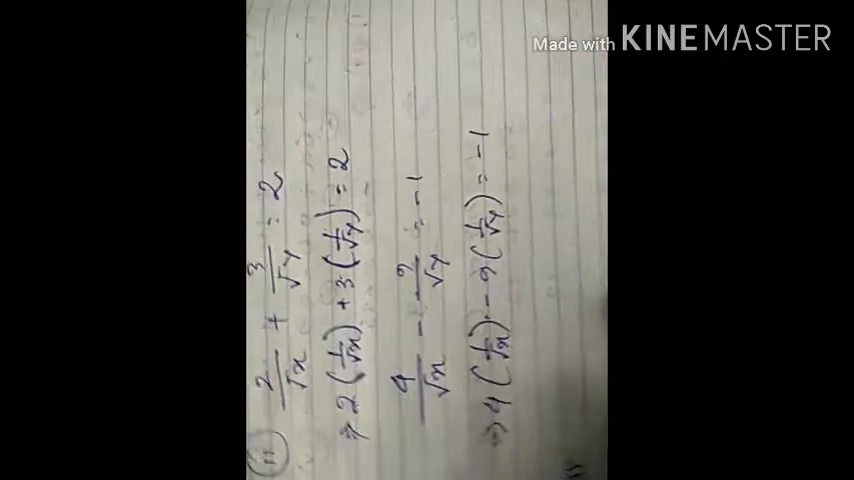 Made with KINEMASTER
(ii) 2/√x + 3/√y = 2
⇒ 2(1/√x) + 3(1/√y) = 2
4/√x - 9/√y = -1
⇒ 4(1/√x) - 9(1/√y) = -1